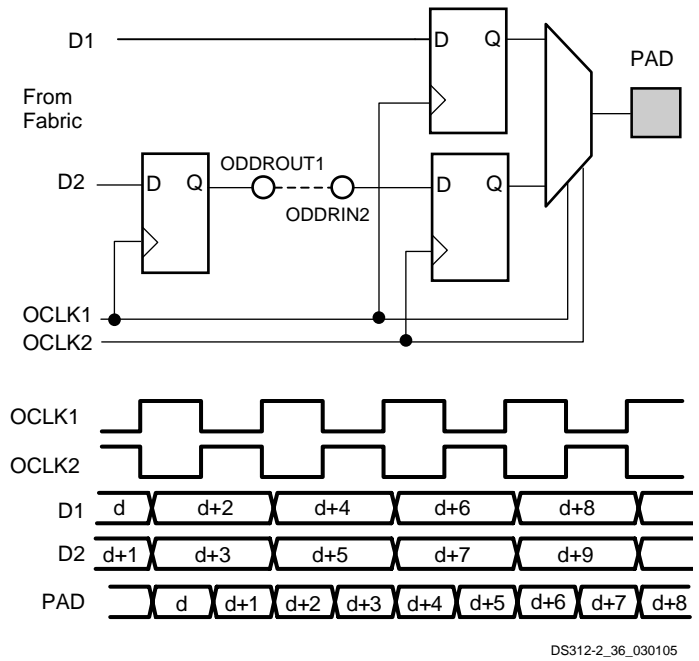 D1
D Q
PAD
From
Fabric
ODDROUT1
D2
D Q
D Q
ODDRIN2
OCLK1
OCLK2
OCLK1
OCLK2
D1 d d+2 d+4 d+6 d+8
D2 d+1 d+3 d+5 d+7 d+9
PAD d d+1 d+2 d+3 d+4 d+5 d+6 d+7 d+8
DS312-2_36_030105